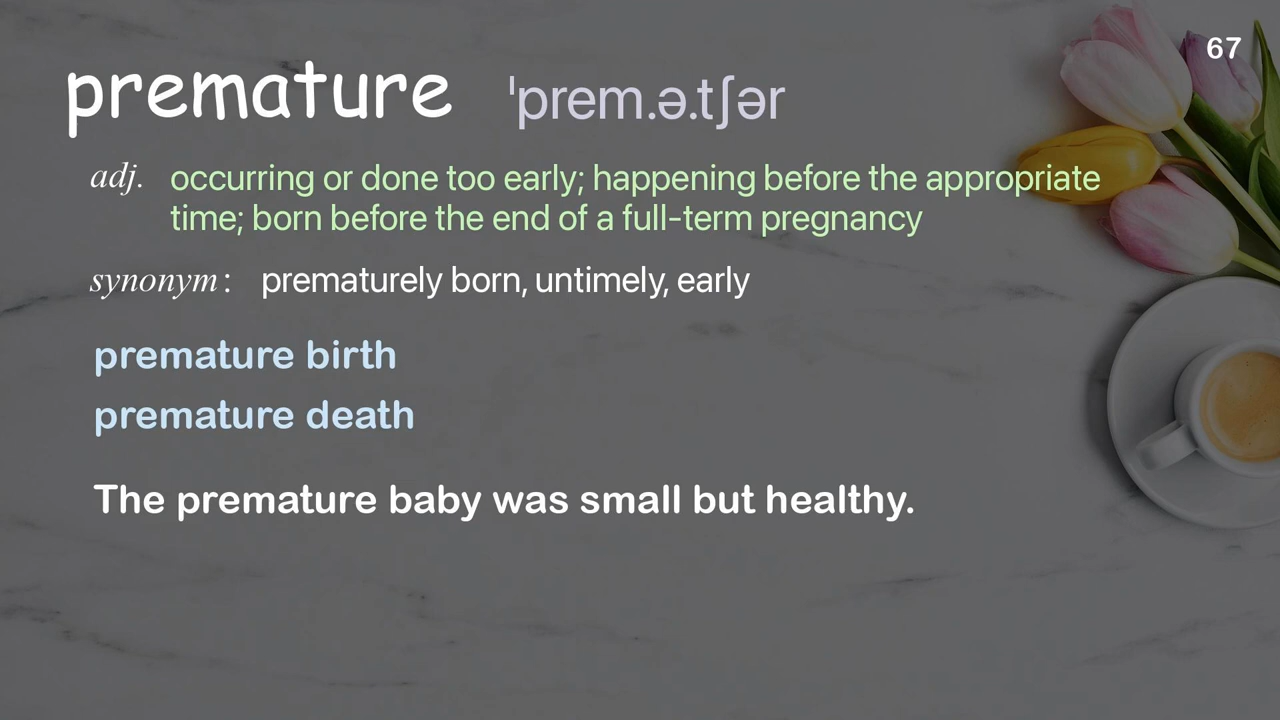 67
premature ˈprem.ə.tʃər
adj. occurring or done too early; happening before the appropriate
time; born before the end of a full-term pregnancy
synonym: prematurely born, untimely, early
premature birth
premature death
The premature baby was small but healthy.